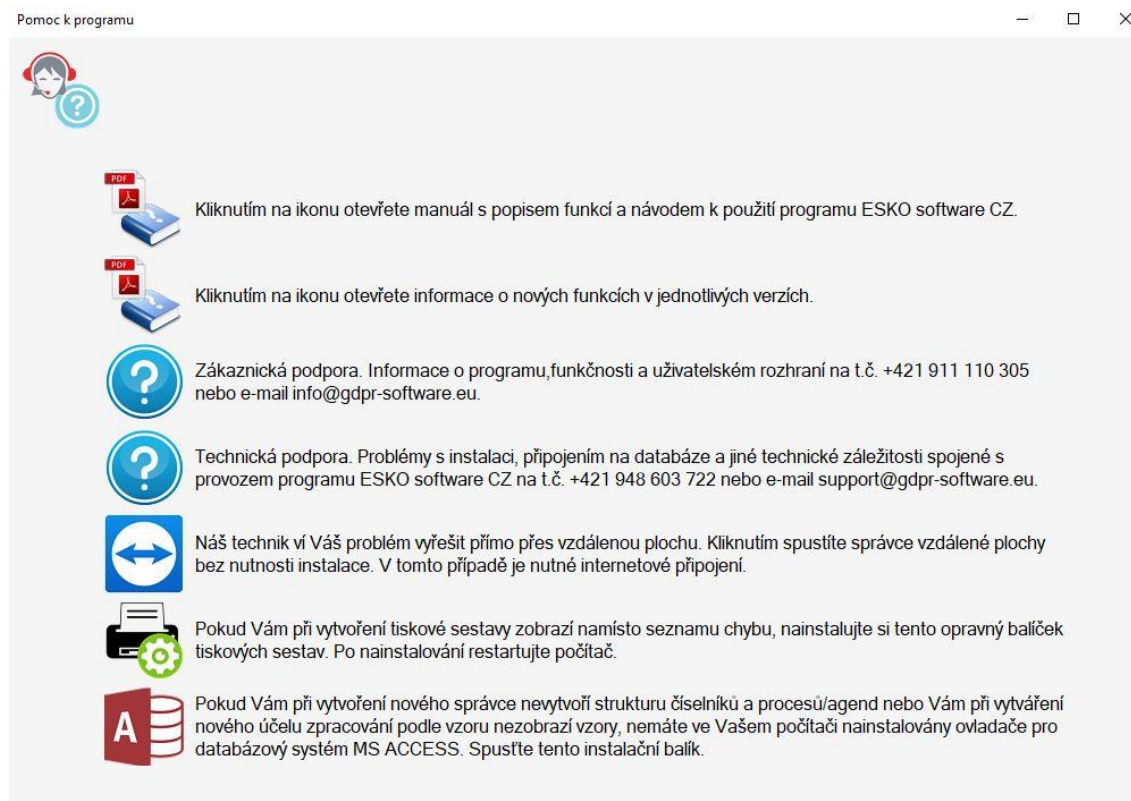 Pomoc k programu
PDF
Kliknutím na ikonu otevřete manuál s popisem funkcí a návodem k použití programu ESKO software CZ.
PDF
Kliknutím na ikonu otevřete informace o nových funkcích v jednotlivých verzích.
Zákaznická podpora. Informace o programu,funkčnosti a uživatelském rozhraní na t.č. +421 911 110 305
nebo e-mail info@gdpr-software.eu.
Technická podpora. Problémy s instalaci, připojením na databáze a jiné technické záležitosti spojené s
provozem programu ESKO software CZ na t.č. +421 948 603 722 nebo e-mail support@gdpr-software.eu.
Náš technik ví Váš problém vyřešit přímo přes vzdálenou plochu. Kliknutím spustíte správce vzdálené plochy
bez nutnosti instalace. V tomto případě je nutné internetové připojení.
Pokud Vám při vytvoření tiskové sestavy zobrazí namísto seznamu chybu, nainstalujte si tento opravný balíček
tiskových sestav. Po nainstalování restartujte počítač.
A
Pokud Vám při vytvoření nového správce nevytvoří strukturu číselníků a procesů/agend nebo Vám při vytváření
nového účelu zpracování podle vzoru nezobrazí vzory, nemáte ve Vašem počítači nainstalovány ovladače pro
databázový systém MS ACCESS. Spusťte tento instalační balík.